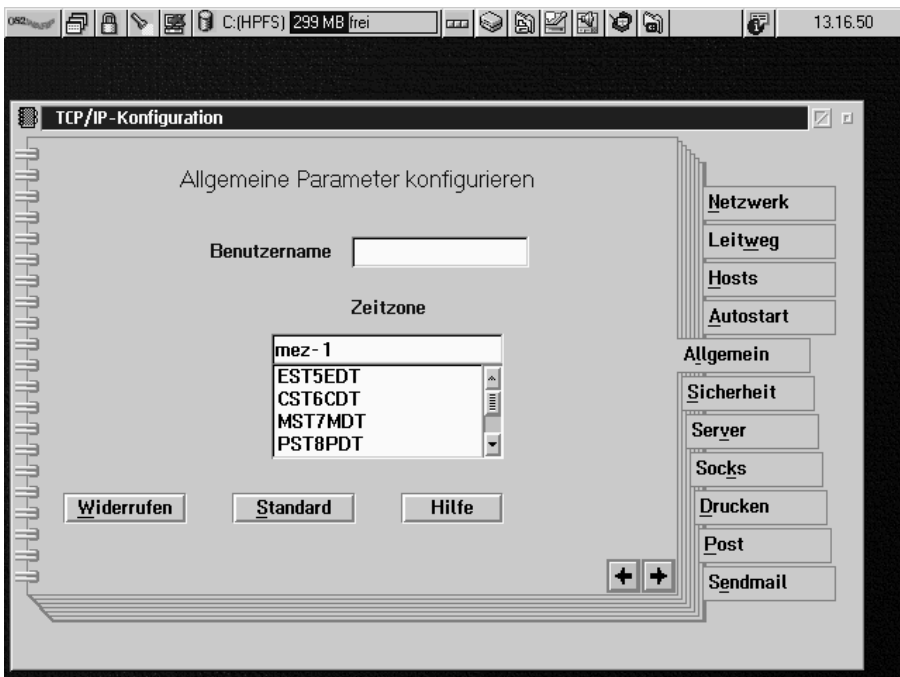 OS2 C:(HPFS) 299 MB frei 13.16.50
TCP/IP-Konfiguration
Allgemeine Parameter konfigurieren
Benutzername
Zeitzone
mez-1
EST5EDT
CST6CDT
MST7MDT
PST8PDT
Widerrufen Standard Hilfe
Netzwerk
Leitweg
Hosts
Autostart
Allgemein
Sicherheit
Server
Socks
Drucken
Post
Sendmail